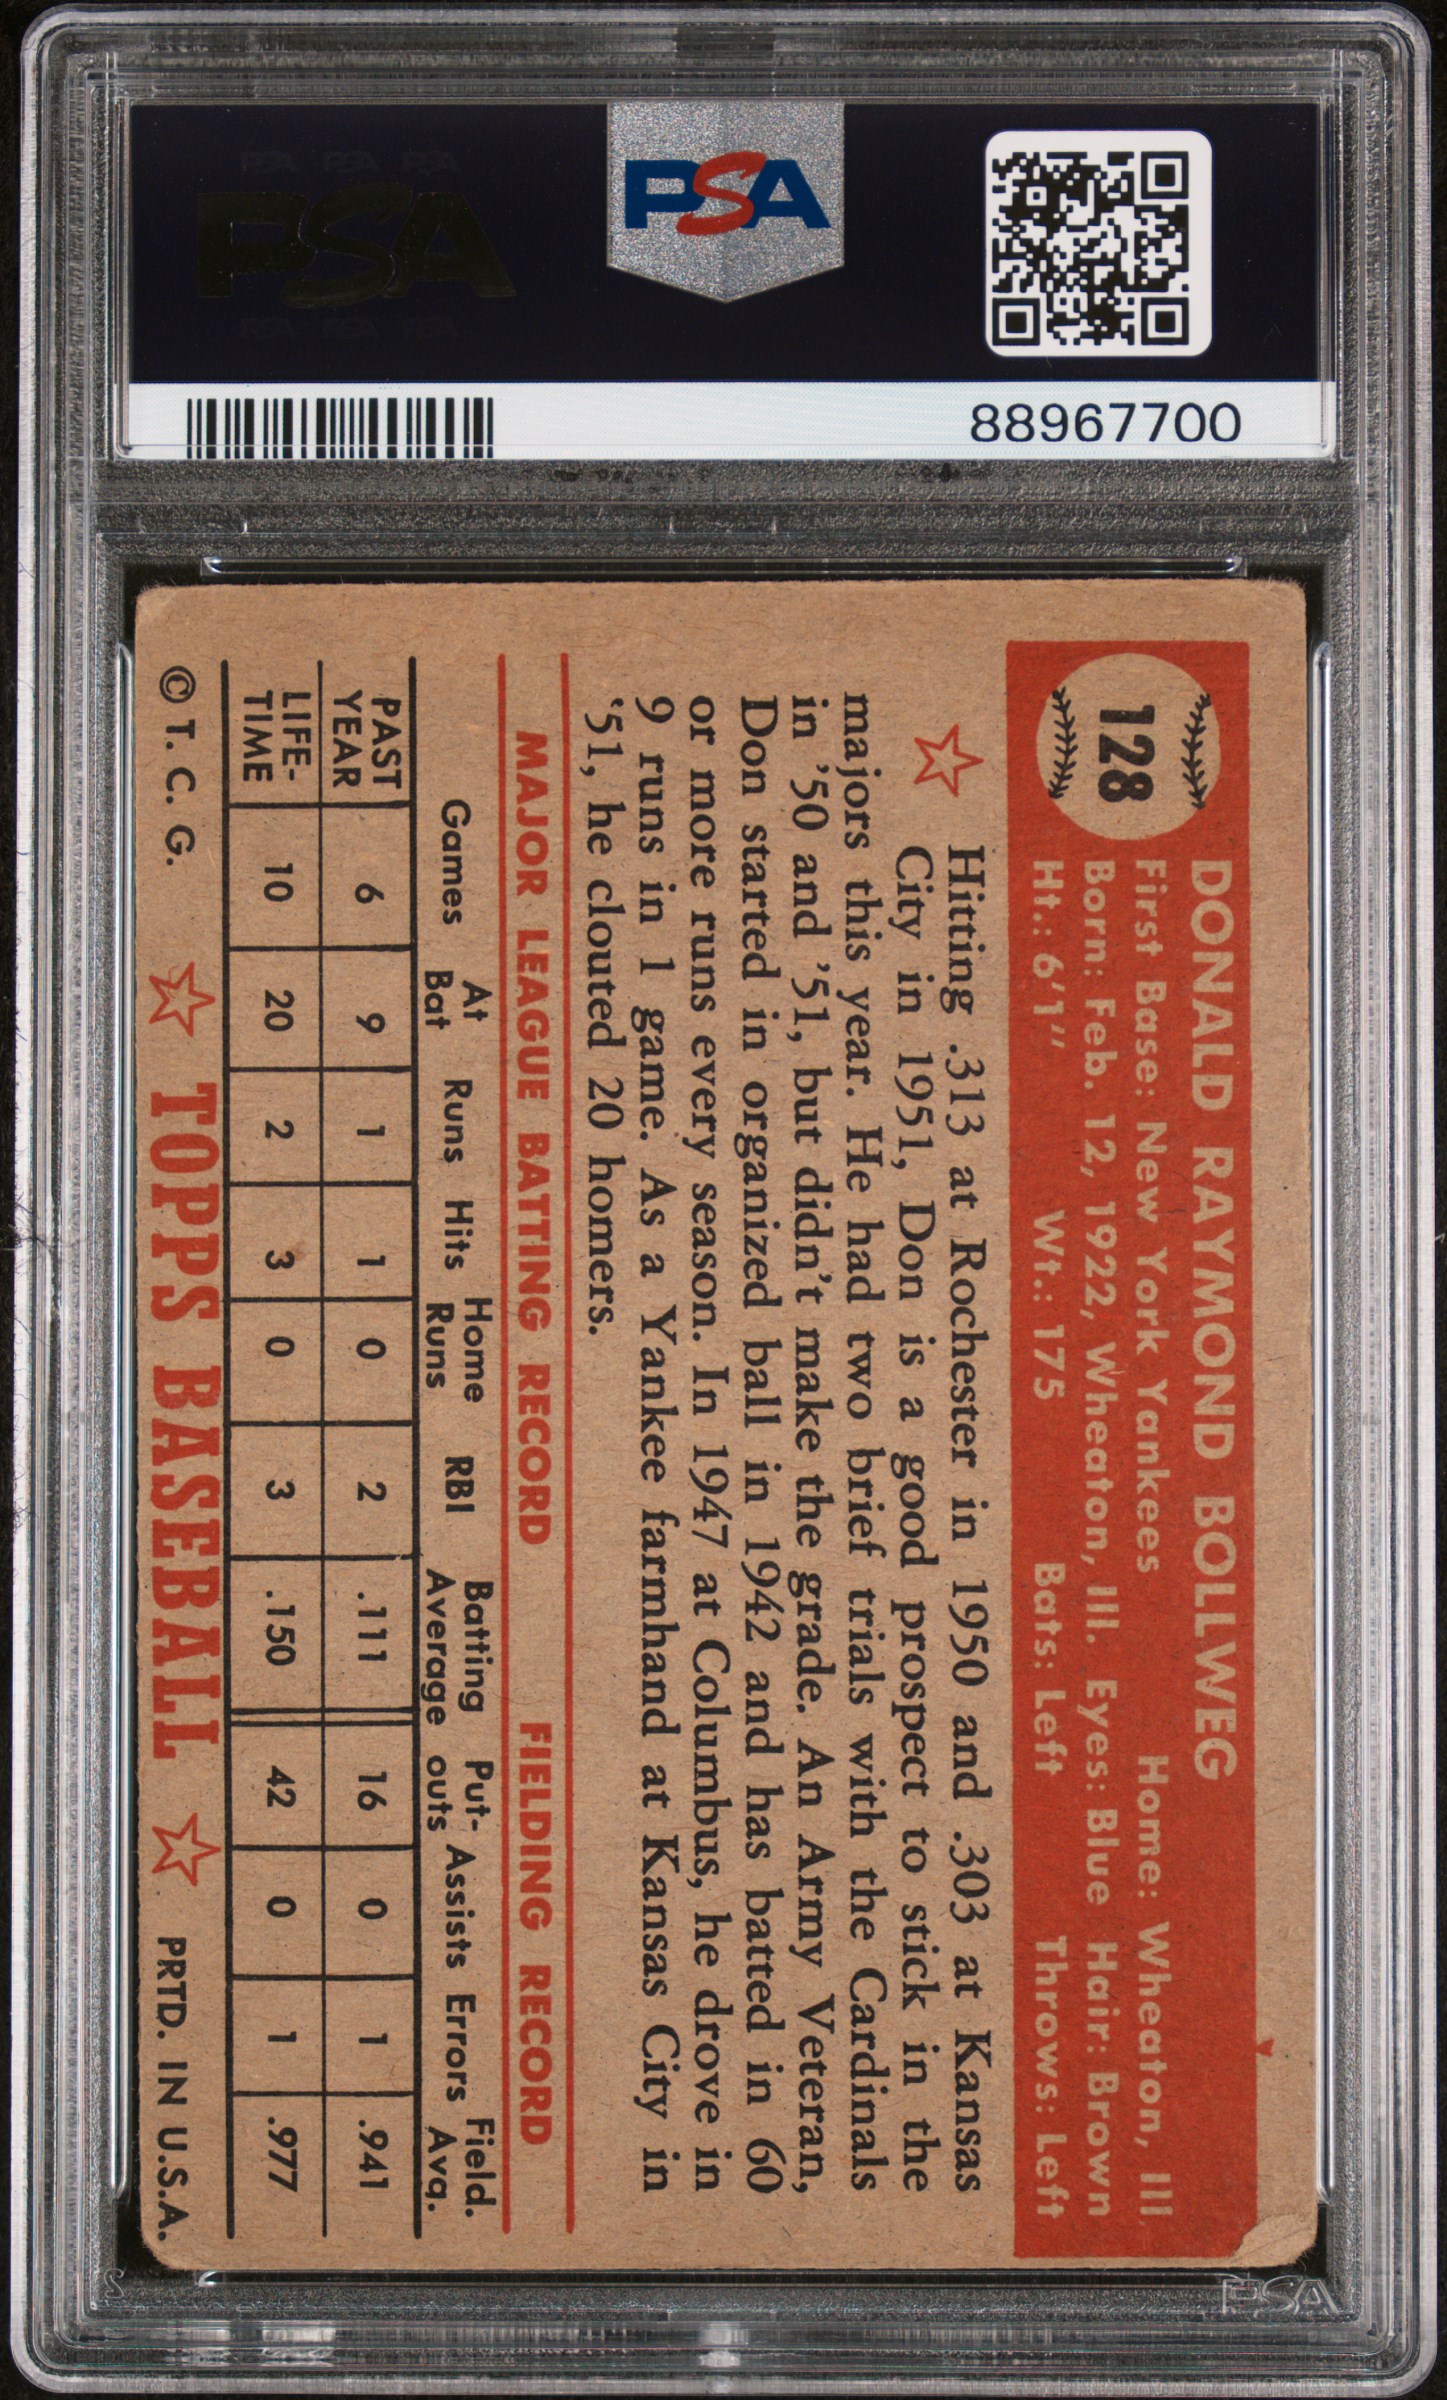 PSA PSA PSA
PSA
PSA PSA PSA
PSA
88967700
128
DONALD RAYMOND BOLLWEG
First Base: New York Yankees Home: Wheaton, Ill.
Born: Feb. 12, 1922, Wheaton, Ill. Eyes: Blue Hair: Brown
Ht.: 6'1" Wt.: 175 Bats: Left Throws: Left
Hitting .313 at Rochester in 1950 and .303 at Kansas
City in 1951, Don is a good prospect to stick in the
majors this year. He had two brief trials with the Cardinals
in '50 and '51, but didn't make the grade. An Army Veteran,
Don started in organized ball in 1942 and has batted in 60
or more runs every season. In 1947 at Columbus, he drove in
9 runs in 1 game. As a Yankee farmhand at Kansas City in
'51, he clouted 20 homers.
MAJOR LEAGUE BATTING RECORD FIELDING RECORD
Games At Bat Runs Hits Home Runs RBI Batting Average Put-outs Assists Errors Field. Avg.
PAST YEAR 6 9 1 1 0 2 .111 16 0 1 .941
LIFE-TIME 10 20 2 3 0 3 .150 42 0 1 .977
© T. C. G. TOPPS BASEBALL PRTD. IN U.S.A.
PSA